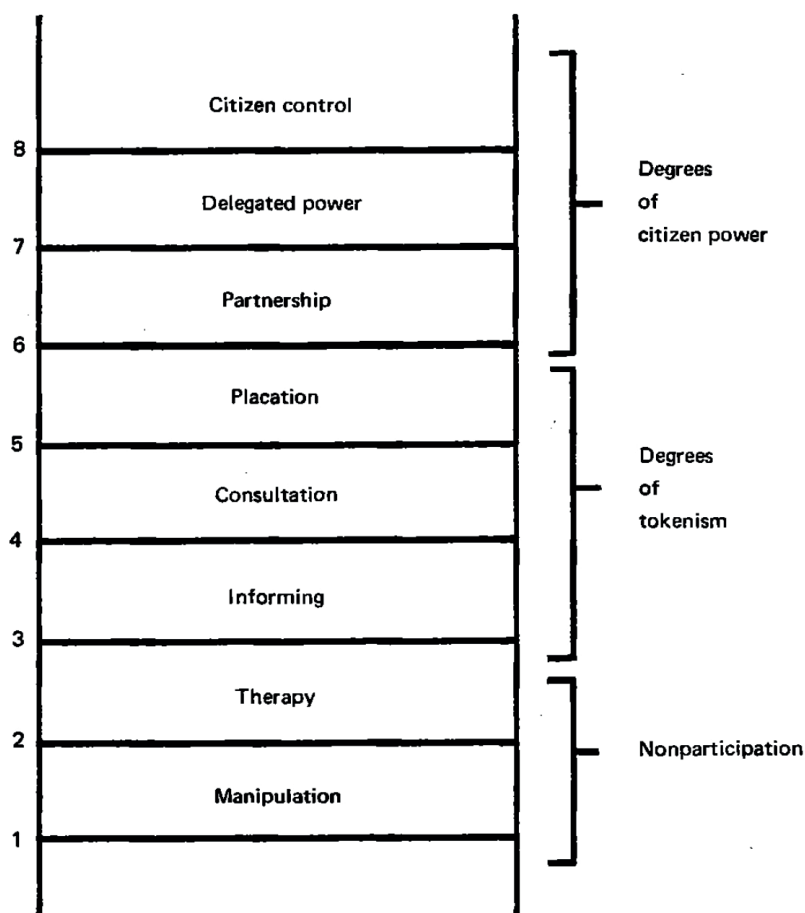 Citizen control
8
Delegated power
7
Partnership
6
Placation
5
Consultation
4
Informing
3
Therapy
2
Manipulation
1
Degrees
of
citizen power
Degrees
of
tokenism
Nonparticipation